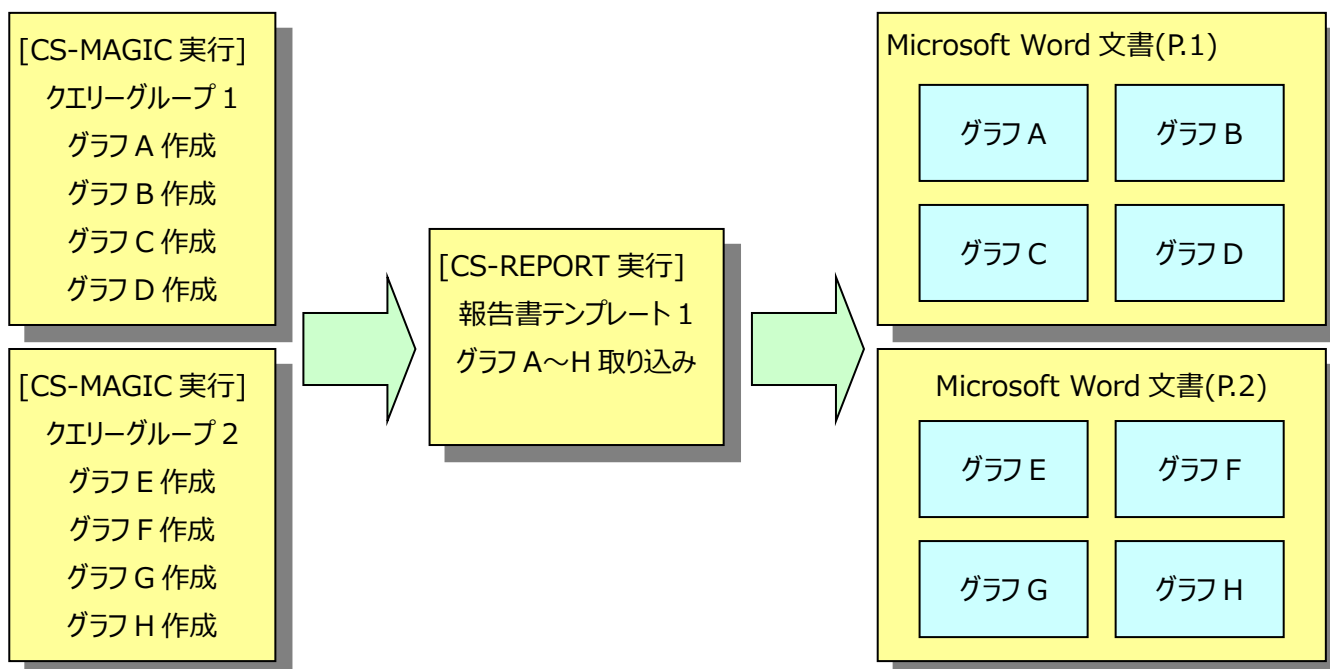 [CS-MAGIC 実行]
クエリーグループ 1
グラフ A 作成
グラフ B 作成
グラフ C 作成
グラフ D 作成
[CS-MAGIC 実行]
クエリーグループ 2
グラフ E 作成
グラフ F 作成
グラフ G 作成
グラフ H 作成
[CS-REPORT 実行]
報告書テンプレート 1
グラフ A～H 取り込み
Microsoft Word 文書(P.1)
グラフ A
グラフ B
グラフ C
グラフ D
Microsoft Word 文書(P.2)
グラフ E
グラフ F
グラフ G
グラフ H